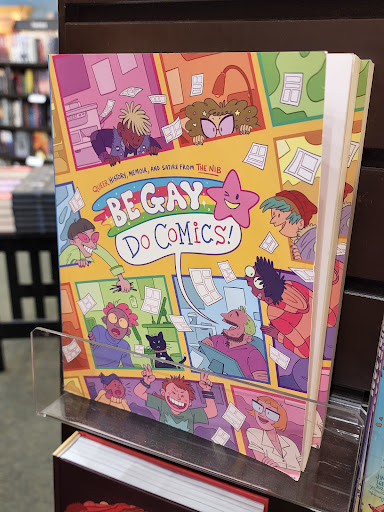 QUEER HISTORY, MEMOIR, AND SATIRE FROM THE NIB
BE GAY
DO COMICS!